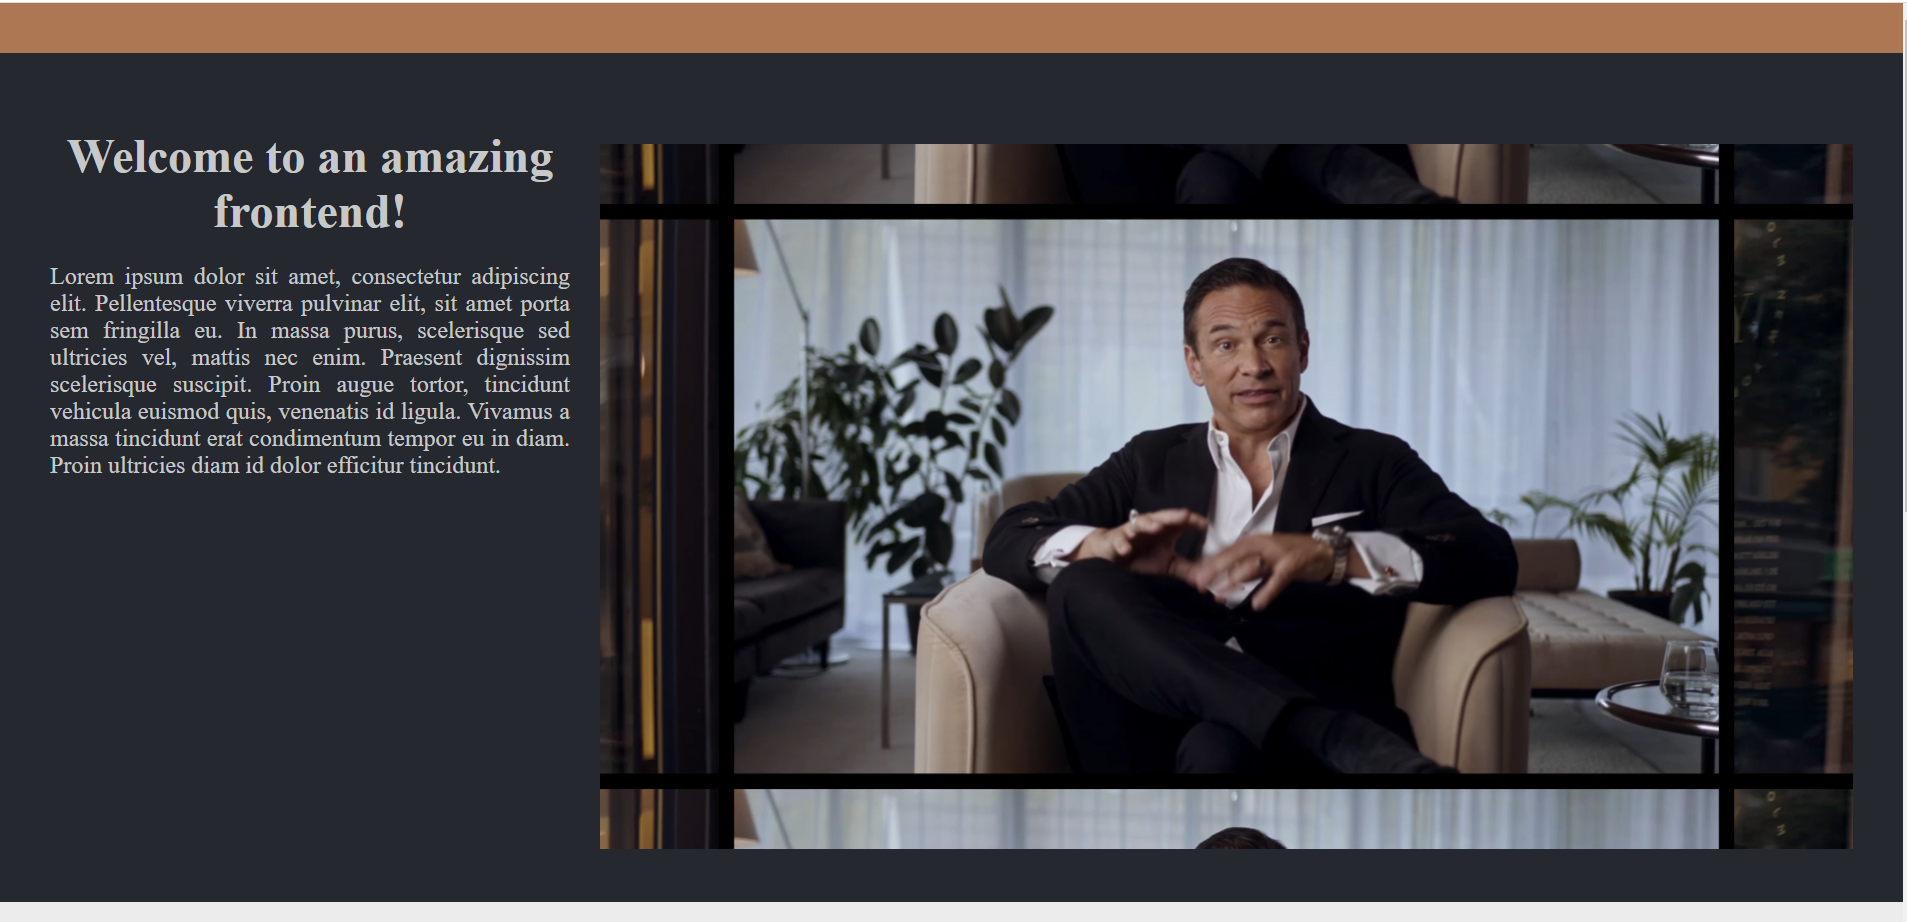 Welcome to an amazing
frontend!
Lorem ipsum dolor sit amet, consectetur adipiscing
elit. Pellentesque viverra pulvinar elit, sit amet porta
sem fringilla eu. In massa purus, scelerisque sed
ultricies vel, mattis nec enim. Praesent dignissim
scelerisque suscipit. Proin augue tortor, tincidunt
vehicula euismod quis, venenatis id ligula. Vivamus a
massa tincidunt erat condimentum tempor eu in diam.
Proin ultricies diam id dolor efficitur tincidunt.